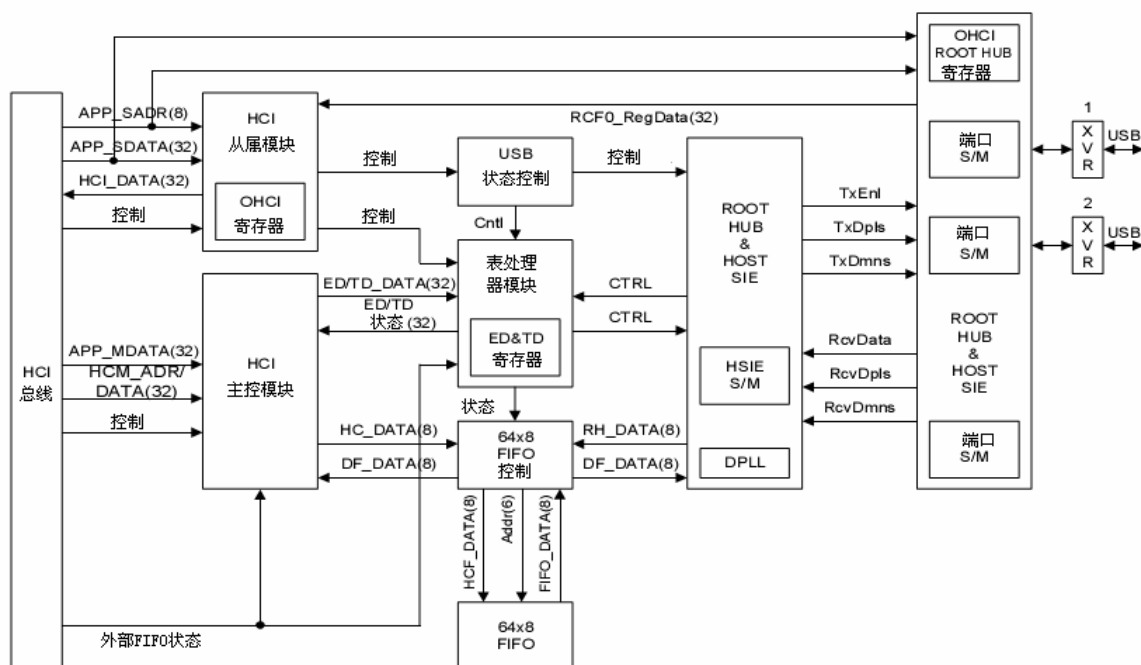 HCI
总线
APP_SADR(8)
APP_SDATA(32)
HCI_DATA(32)
控制
HCI
从属模块
OHCI
寄存器
控制
控制
USB
状态控制
控制
Cntl
RCF0_RegData(32)
OHCI
ROOT HUB
寄存器
端口
S/M
1
XVR
USB
端口
S/M
2
XVR
USB
ROOT
HUB
&
HOST
SIE
TxEnl
TxDpls
TxDmns
表处理
器模块
ED&TD
寄存器
ED/TD_DATA(32)
ED/TD
状态(32)
CTRL
CTRL
APP_MDATA(32)
HCM_ADR/
DATA(32)
控制
HCI
主控模块
HSIE
S/M
DPLL
RcvData
RcvDpls
RcvDmns
ROOT
HUB
&
HOST
SIE
端口
S/M
状态
HC_DATA(8)
DF_DATA(8)
64x8
FIFO
控制
RH_DATA(8)
DF_DATA(8)
HCF_DATA(8)
Addr(6)
FIFO_DATA(8)
外部FIFO状态
64x8
FIFO